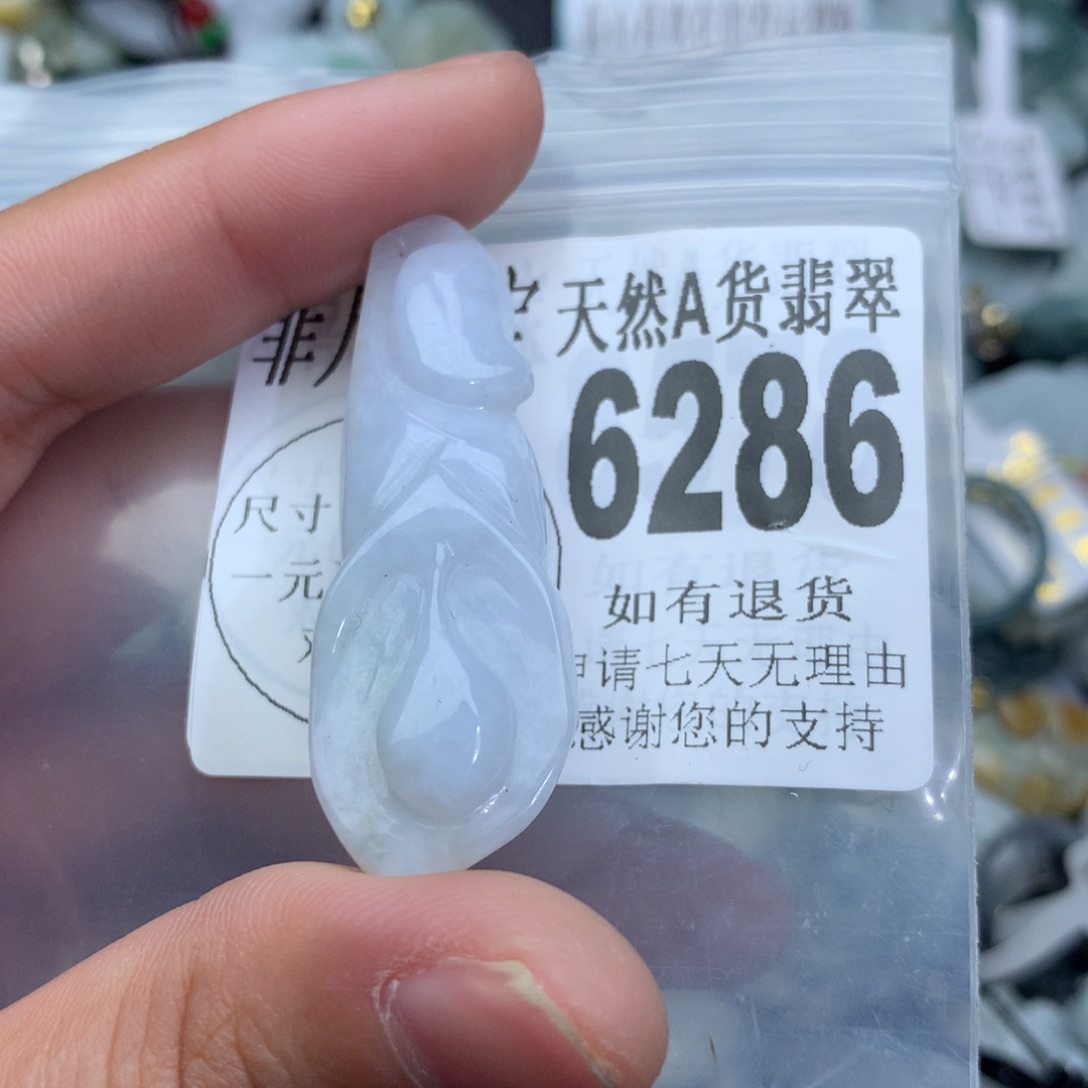 天然A货翡翠
6286
尺寸
一元
如有退货
申请七天无理由
感谢您的支持